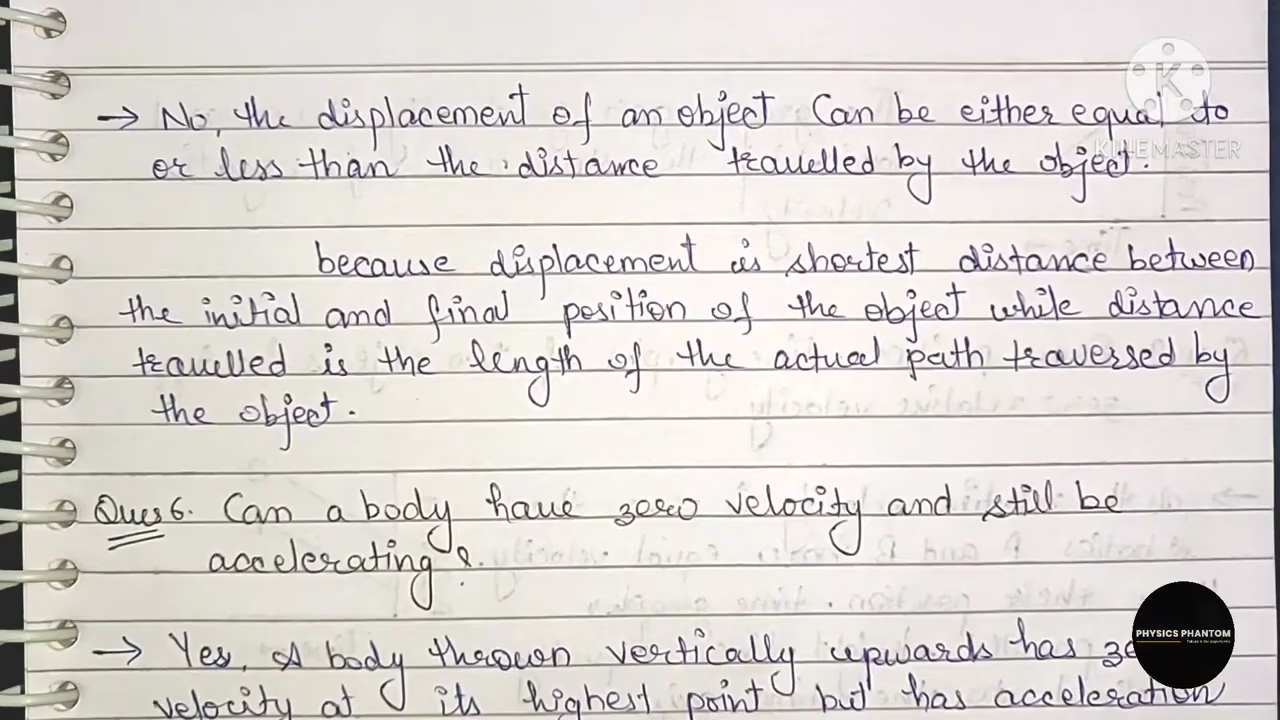 → No, the displacement of an object Can be either equal to
or less than the distance travelled by the object.
KINEMASTER
because displacement is shortest distance between
the initial and final position of the object while distance
travelled is the length of the actual path traversed by
the object.
Ques 6. Can a body have zero velocity and still be
accelerating?.
PHYSICS PHANTOM
→ Yes, A body thrown vertically upwards has
velocity at its highest point but has acceleration